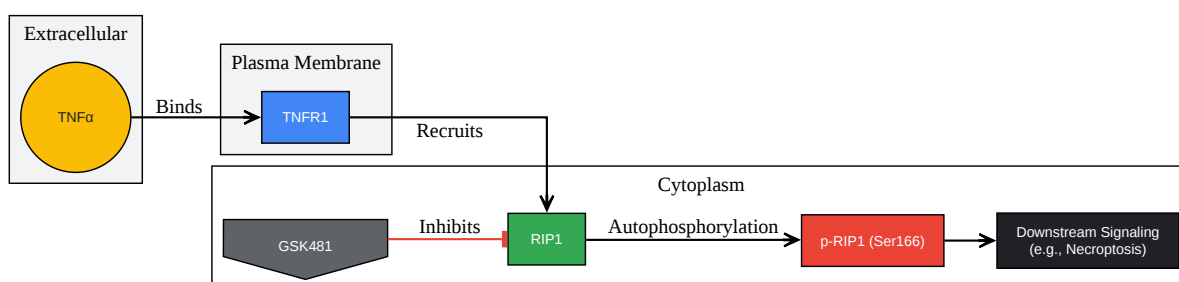 Extracellular
Plasma Membrane
TNFα
Binds
TNFR1
Recruits
Cytoplasm
GSK481
Inhibits
RIP1
Autophosphorylation
p-RIP1 (Ser166)
Downstream Signaling
(e.g., Necroptosis)